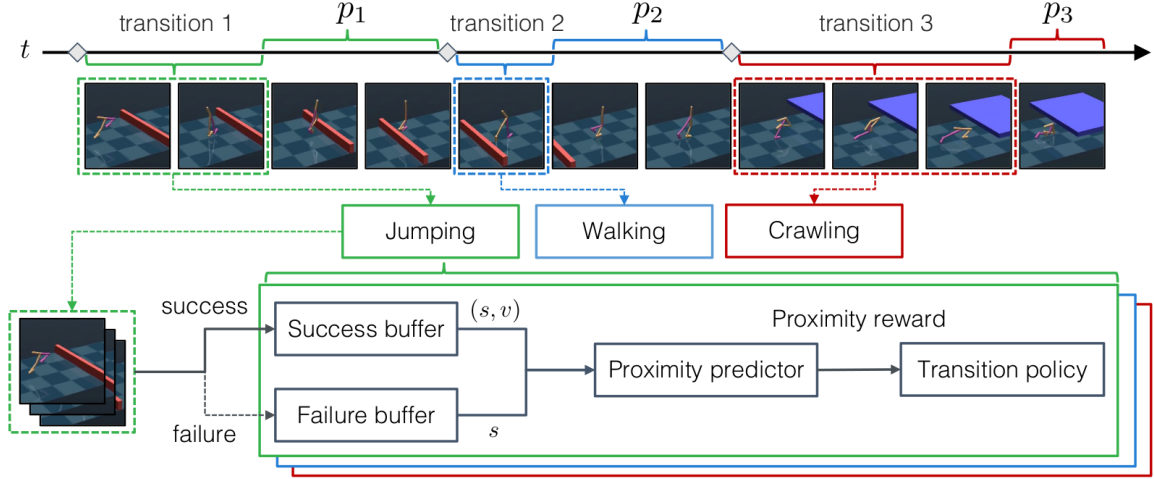 transition 1
p₁
transition 2
p₂
transition 3
p₃
t
Jumping
Walking
Crawling
success
Success buffer
(s, v)
Proximity reward
Proximity predictor
Transition policy
Failure buffer
s
failure